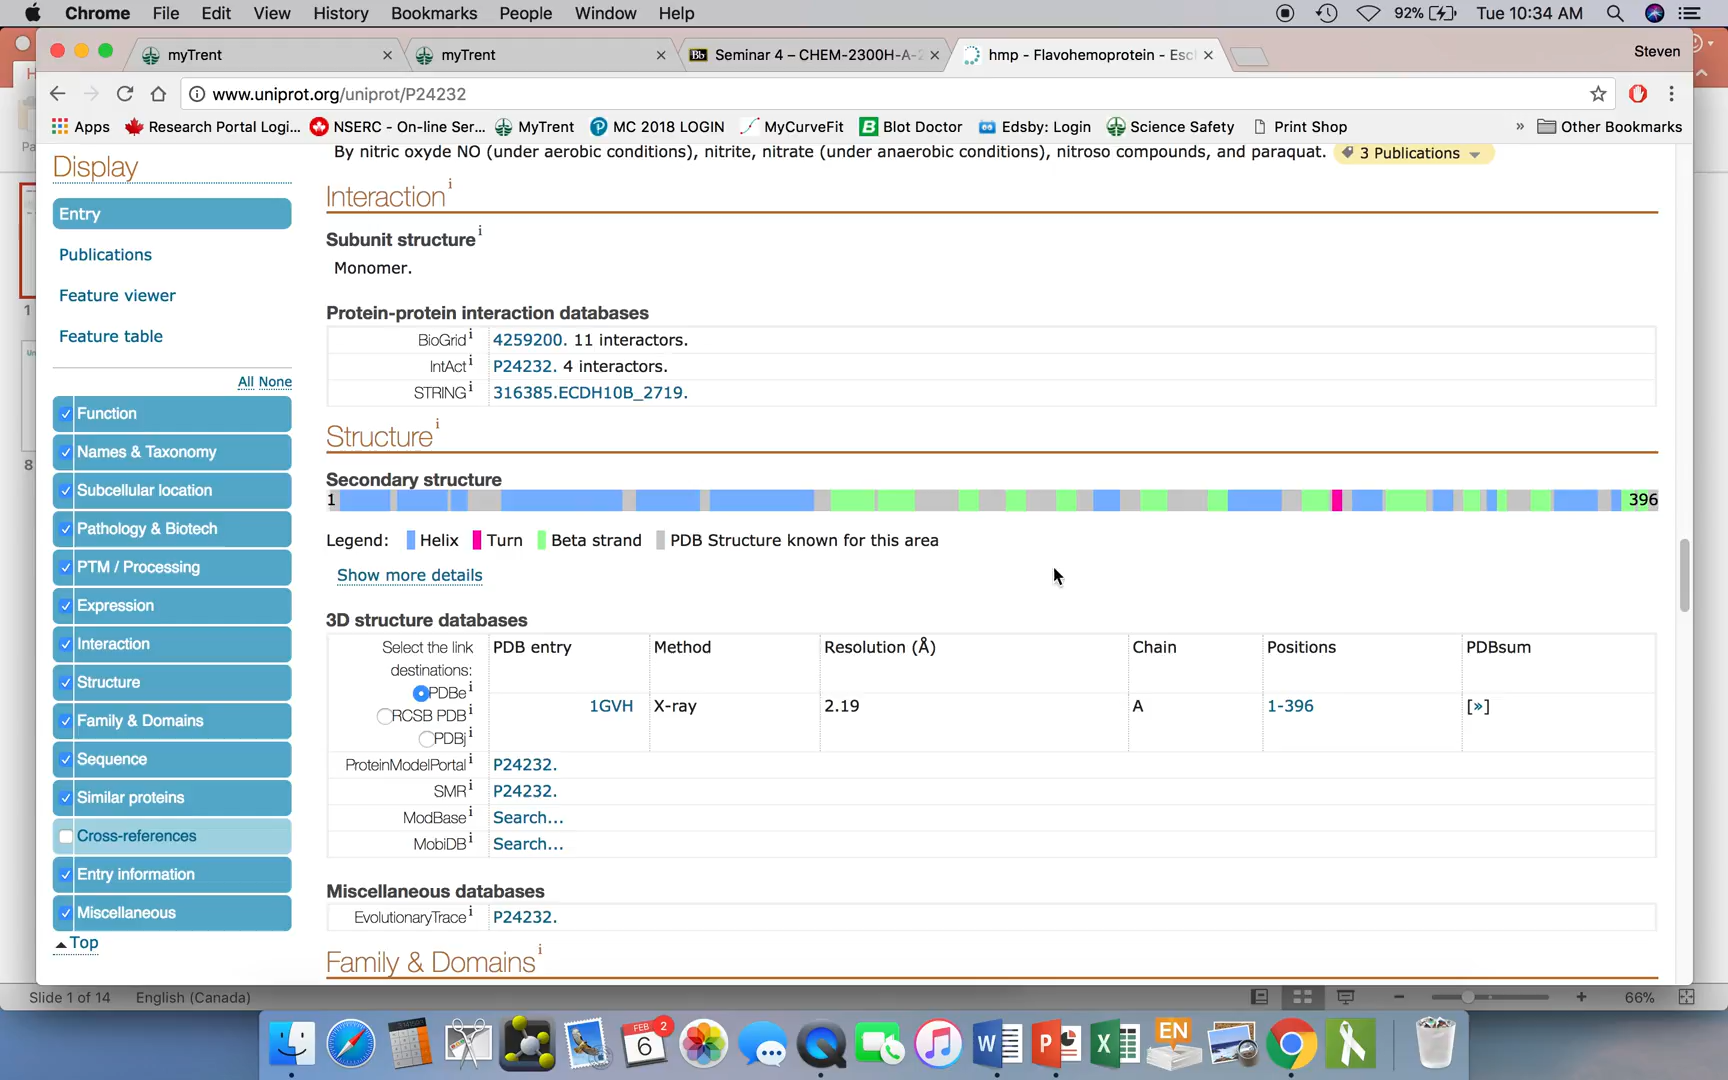 Chrome File Edit View History Bookmarks People Window Help 92% Tue 10:34 AM
myTrent × myTrent × Bb Seminar 4 – CHEM-2300H-A-2 × hmp - Flavohemoprotein - Escl × Steven
www.uniprot.org/uniprot/P24232
Apps Research Portal Logi... NSERC - On-line Ser... MyTrent MC 2018 LOGIN MyCurveFit Blot Doctor Edsby: Login Science Safety Print Shop » Other Bookmarks
Display
Entry
Publications
Feature viewer
Feature table
All None
Function
Names & Taxonomy
Subcellular location
Pathology & Biotech
PTM / Processing
Expression
Interaction
Structure
Family & Domains
Sequence
Similar proteins
Cross-references
Entry information
Miscellaneous
Top
By nitric oxyde NO (under aerobic conditions), nitrite, nitrate (under anaerobic conditions), nitroso compounds, and paraquat. 3 Publications
Interaction i
Subunit structure i
Monomer.
Protein-protein interaction databases
BioGrid i 4259200. 11 interactors.
IntAct i P24232. 4 interactors.
STRING i 316385.ECDH10B_2719.
Structure i
Secondary structure
1 396
Legend: Helix Turn Beta strand PDB Structure known for this area
Show more details
3D structure databases
Select the link destinations: PDB entry Method Resolution (Å) Chain Positions PDBsum
PDBe i
RCSB PDB i
PDBj i
1GVH X-ray 2.19 A 1-396 [»]
ProteinModelPortal i P24232.
SMR i P24232.
ModBase i Search...
MobiDB i Search...
Miscellaneous databases
EvolutionaryTrace i P24232.
Family & Domains i
1
8
Slide 1 of 14 English (Canada) 66%
FEB 6 2 W P X EN